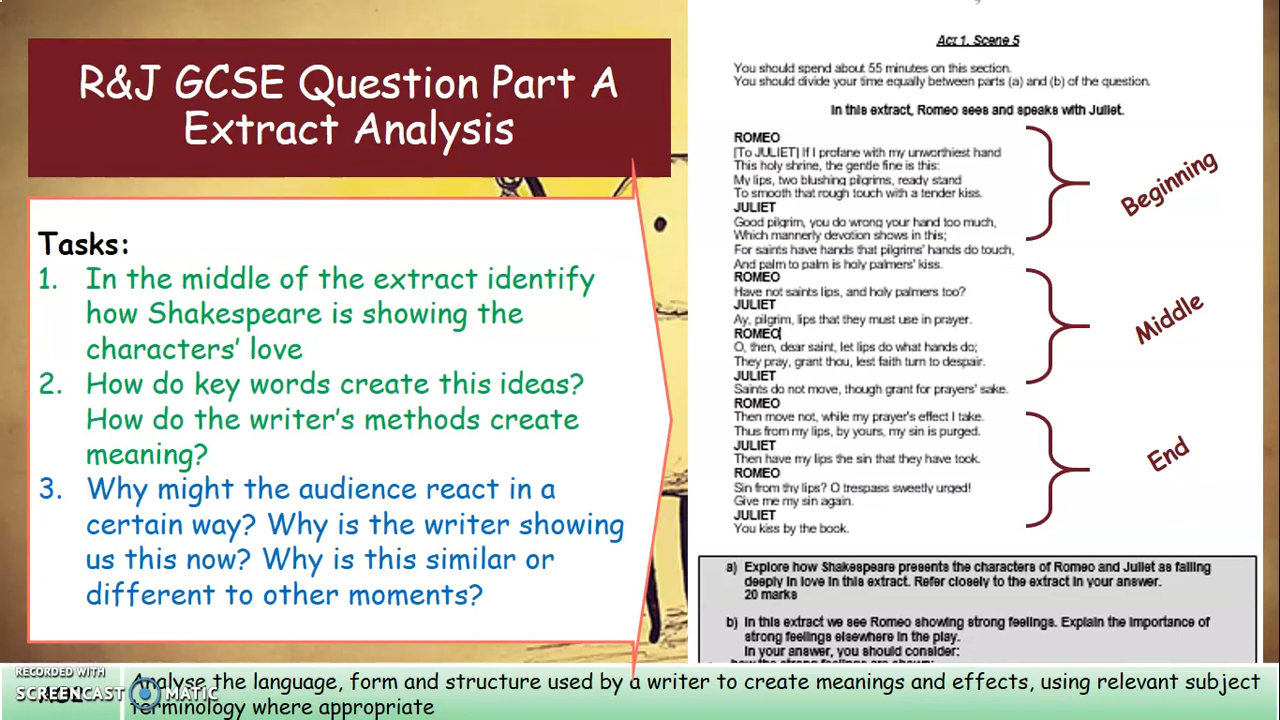 R&J GCSE Question Part A
Extract Analysis
Tasks:
1. In the middle of the extract identify
how Shakespeare is showing the
characters' love
2. How do key words create this ideas?
How do the writer's methods create
meaning?
3. Why might the audience react in a
certain way? Why is the writer showing
us this now? Why is this similar or
different to other moments?
Act 1, Scene 5
You should spend about 55 minutes on this section.
You should divide your time equally between parts (a) and (b) of the question.
In this extract, Romeo sees and speaks with Juliet.
ROMEO
[To JULIET] If I profane with my unworthiest hand
This holy shrine, the gentle fine is this:
My lips, two blushing pilgrims, ready stand
To smooth that rough touch with a tender kiss.
JULIET
Good pilgrim, you do wrong your hand too much,
Which mannerly devotion shows in this;
For saints have hands that pilgrims' hands do touch,
And palm to palm is holy palmers' kiss.
ROMEO
Have not saints lips, and holy palmers too?
JULIET
Ay, pilgrim, lips that they must use in prayer.
ROMEO
O, then, dear saint, let lips do what hands do;
They pray, grant thou, lest faith turn to despair.
JULIET
Saints do not move, though grant for prayers' sake.
ROMEO
Then move not, while my prayer's effect I take.
Thus from my lips, by yours, my sin is purged.
JULIET
Then have my lips the sin that they have took.
ROMEO
Sin from thy lips? O trespass sweetly urged!
Give me my sin again.
JULIET
You kiss by the book.
Beginning
Middle
End
a) Explore how Shakespeare presents the characters of Romeo and Juliet as falling
deeply in love in this extract. Refer closely to the extract in your answer.
20 marks
b) In this extract we see Romeo showing strong feelings. Explain the importance of
strong feelings elsewhere in the play.
In your answer, you should consider:
how the strong feelings are shown;
Analyse the language, form and structure used by a writer to create meanings and effects, using relevant subject
terminology where appropriate
RECORDED WITH
SCREENCAST MATIC